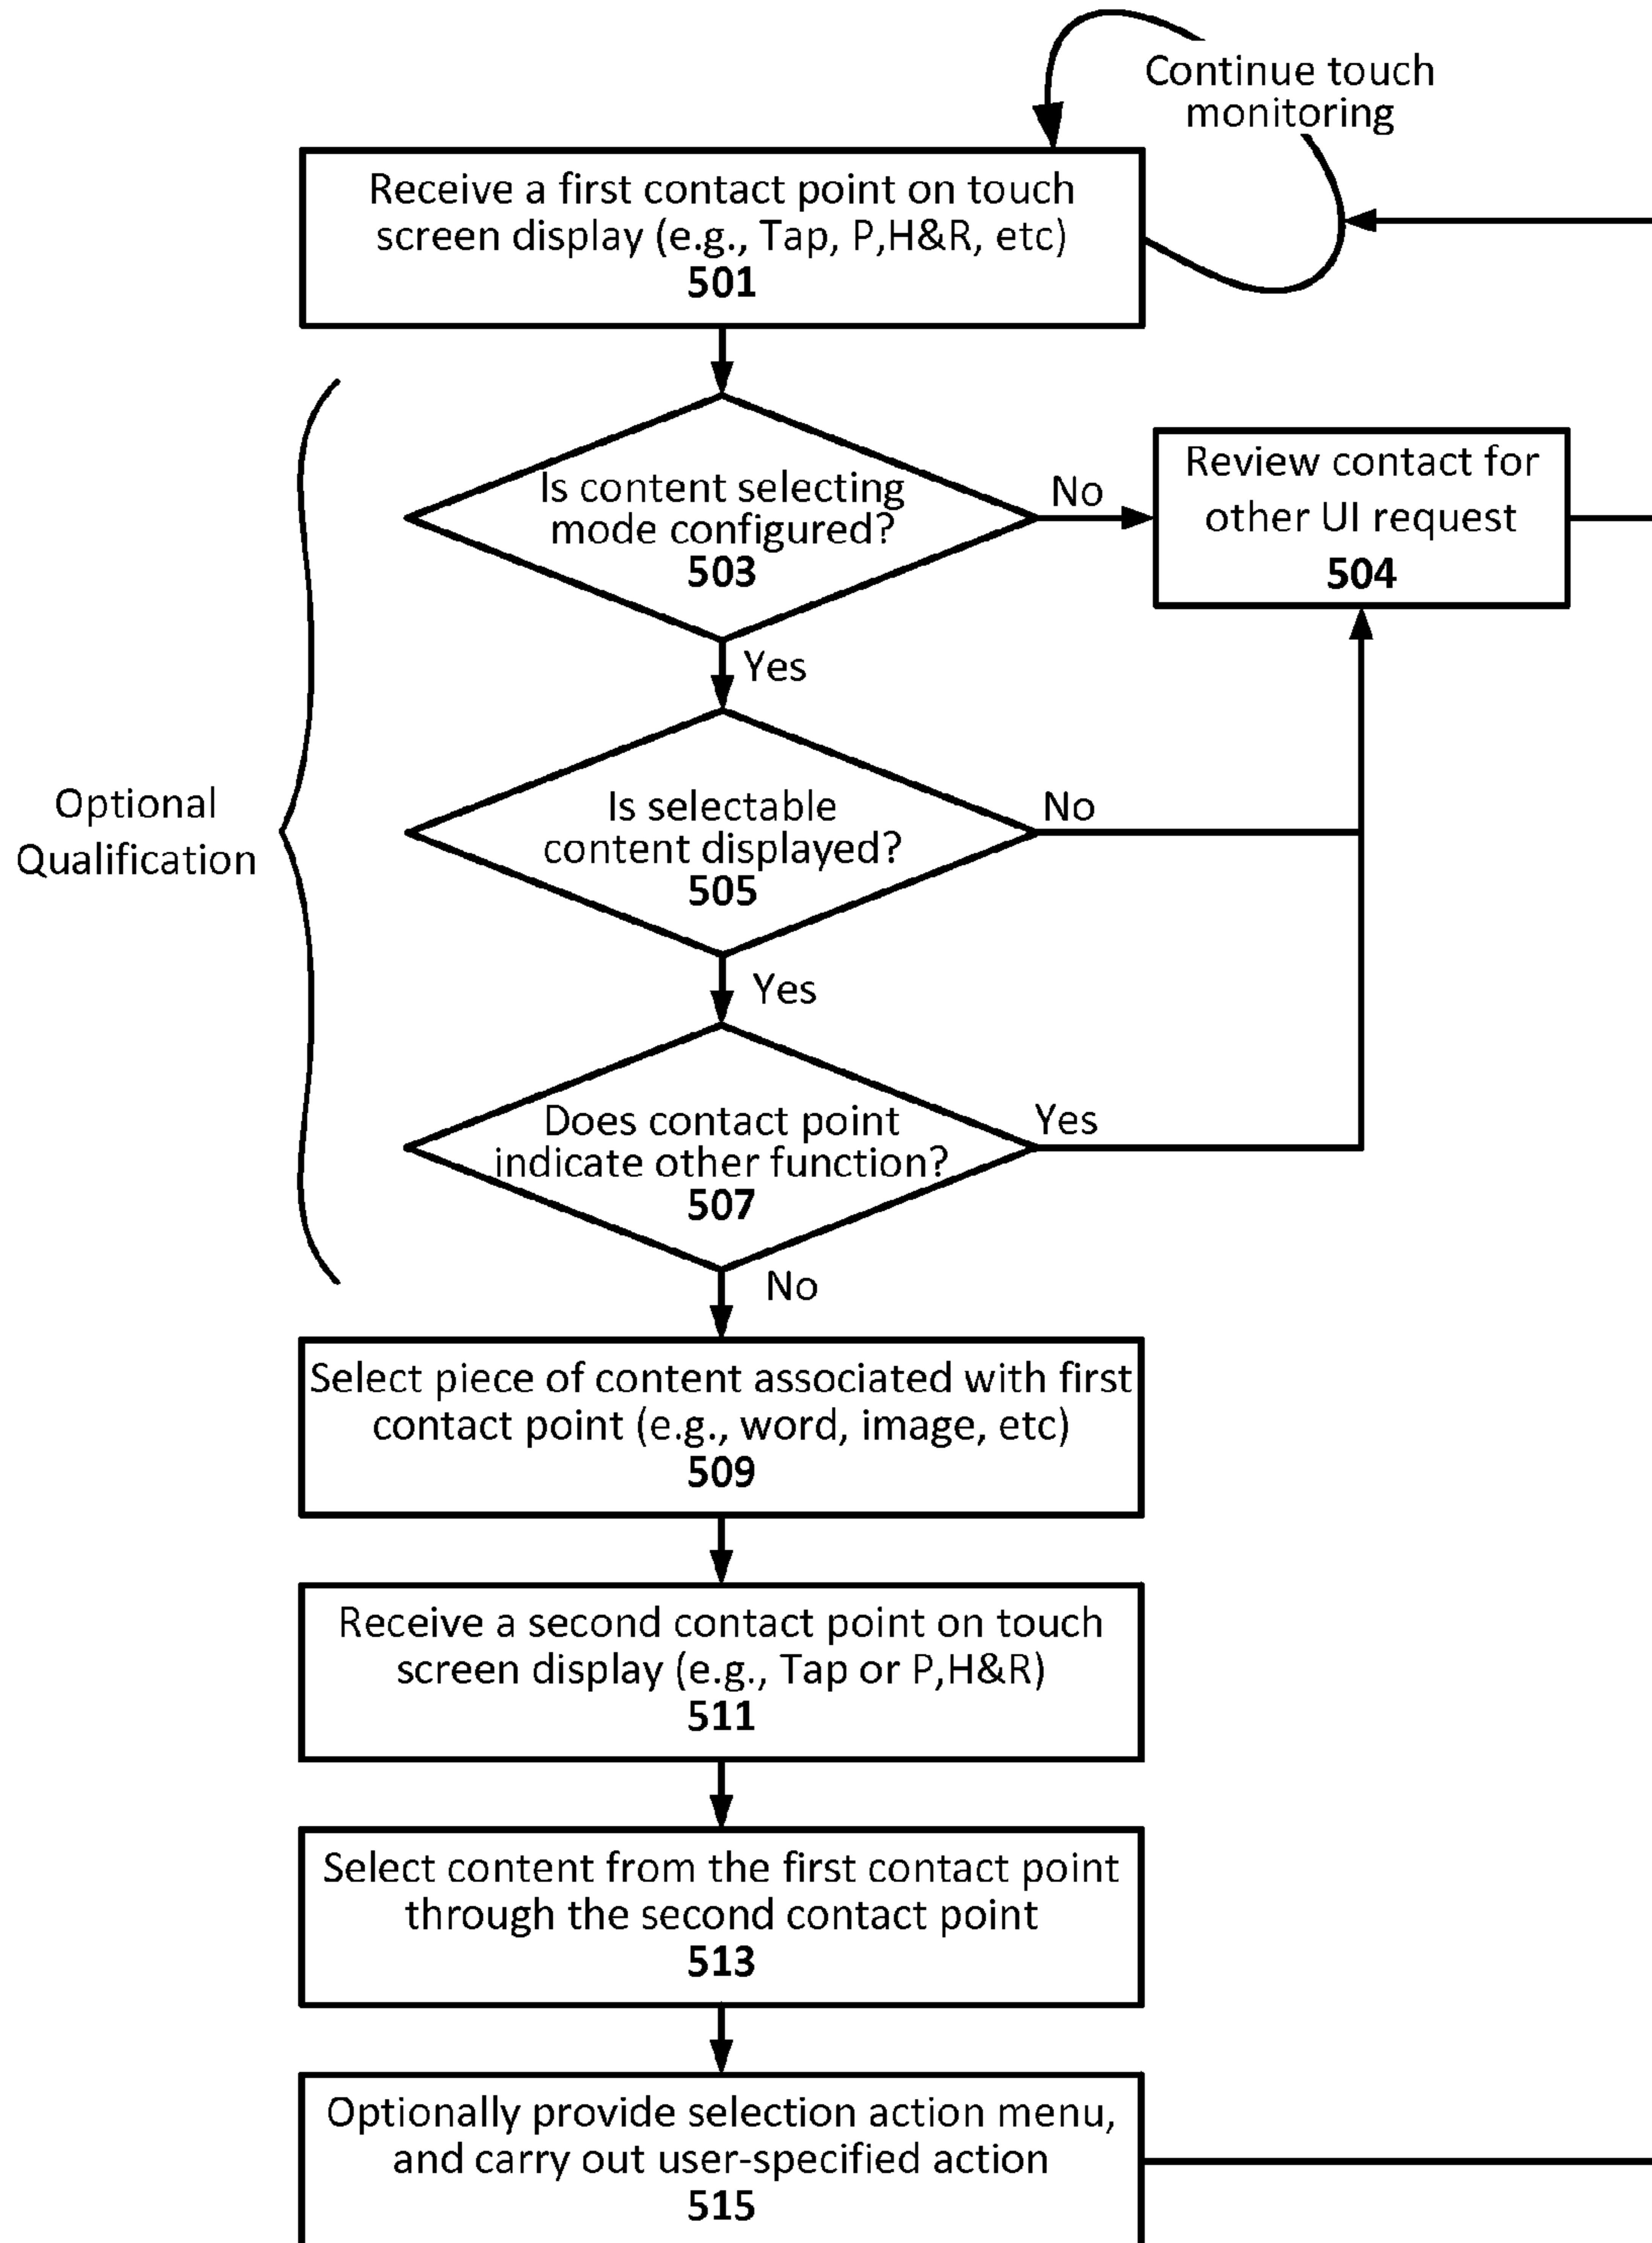 Continue touch
monitoring
Receive a first contact point on touch
screen display (e.g., Tap, P,H&R, etc)
501
Is content selecting
mode configured?
503
No
Review contact for
other UI request
504
Yes
Optional
Qualification
Is selectable
content displayed?
505
No
Yes
Does contact point
indicate other function?
507
Yes
No
Select piece of content associated with first
contact point (e.g., word, image, etc)
509
Receive a second contact point on touch
screen display (e.g., Tap or P,H&R)
511
Select content from the first contact point
through the second contact point
513
Optionally provide selection action menu,
and carry out user-specified action
515